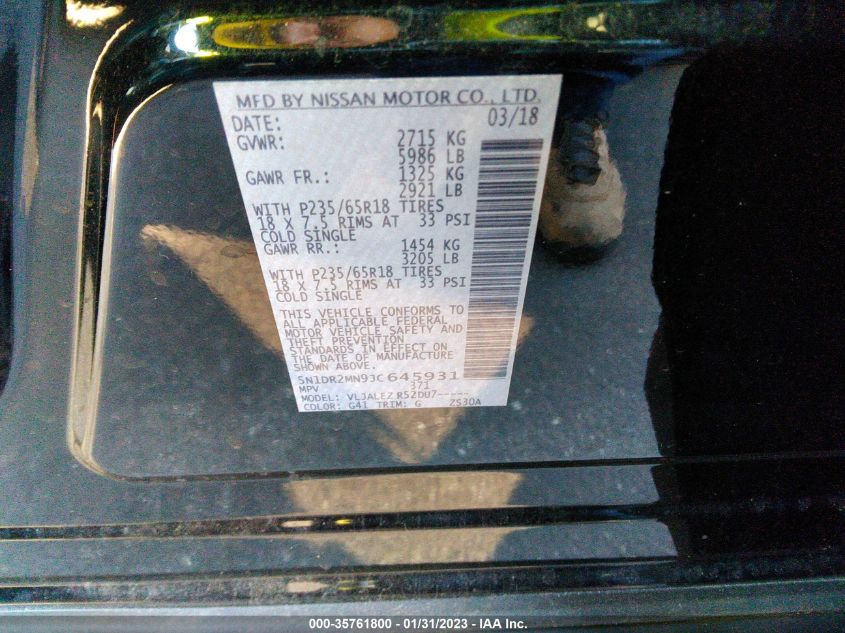 MFD BY NISSAN MOTOR CO., LTD.
DATE: 03/18
GVWR: 2715 KG
5986 LB
GAWR FR.: 1325 KG
2921 LB
WITH P235/65R18 TIRES
18 X 7.5 RIMS AT 33 PSI
COLD SINGLE
GAWR RR.: 1454 KG
3205 LB
WITH P235/65R18 TIRES
18 X 7.5 RIMS AT 33 PSI
COLD SINGLE
THIS VEHICLE CONFORMS TO
ALL APPLICABLE FEDERAL
MOTOR VEHICLE SAFETY AND
THEFT PREVENTION
STANDARDS IN EFFECT ON
THE DATE OF MANUFACTURE
SHOWN ABOVE.
5N1DR2MN9JC645931
MPV 371
MODEL: VLJALEZ R52DU7-----
COLOR: G41 TRIM: G ZS30A
000-35761800 - 01/31/2023 - IAA Inc.